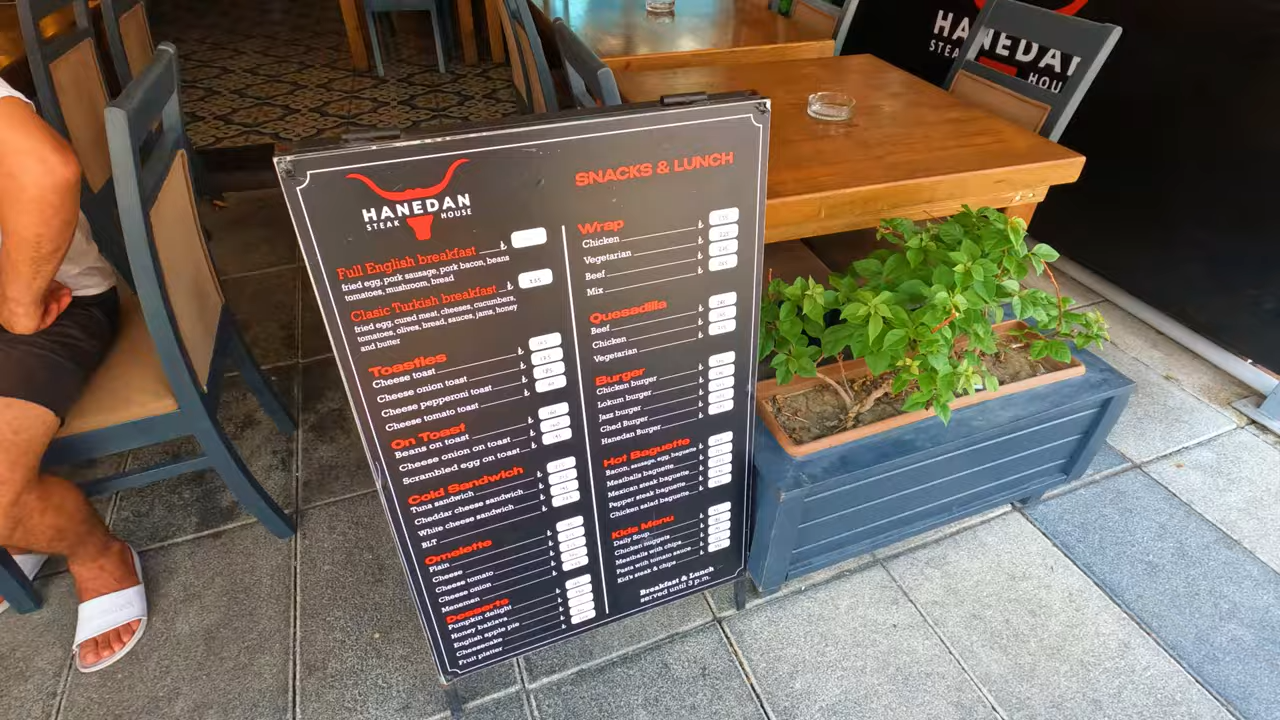 HANEDAN
STEAK HOUSE
Full English breakfast
fried egg, pork sausage, pork bacon, beans
tomatoes, mushroom, bread
Clasic Turkish breakfast
fried egg, cured meat, cheeses, cucumbers,
tomatoes, olives, bread, sauces, jams, honey
and butter
Toasties
Cheese toast
Cheese onion toast
Cheese pepperoni toast
Cheese tomato toast
On Toast
Beans on toast
Cheese onion on toast
Scrambled egg on toast
Cold Sandwich
Tuna sandwich
Cheddar cheese sandwich
White cheese sandwich
BLT
Omelette
Plain
Cheese
Cheese tomato
Cheese onion
Menemen
Desserts
Pumpkin delight
Honey baklava
English apple pie
Cheesecake
Fruit platter
SNACKS & LUNCH
Wrap
Chicken
Vegetarian
Beef
Mix
Quesadilla
Beef
Chicken
Vegetarian
Burger
Chicken burger
Lokum burger
Jazz burger
Ched Burger
Hanedan Burger
Hot Baguette
Bacon, sausage, egg, baguette
Meatballs baguette
Mexican steak baguette
Pepper steak baguette
Chicken salad baguette
Kids Menu
Daily Soup
Chicken nuggets
Meatballs with chips
Pasta with tomato sauce
Kid's steak & chips
Breakfast & Lunch
served until 3 p.m.
HANEDAN
STEA HOU